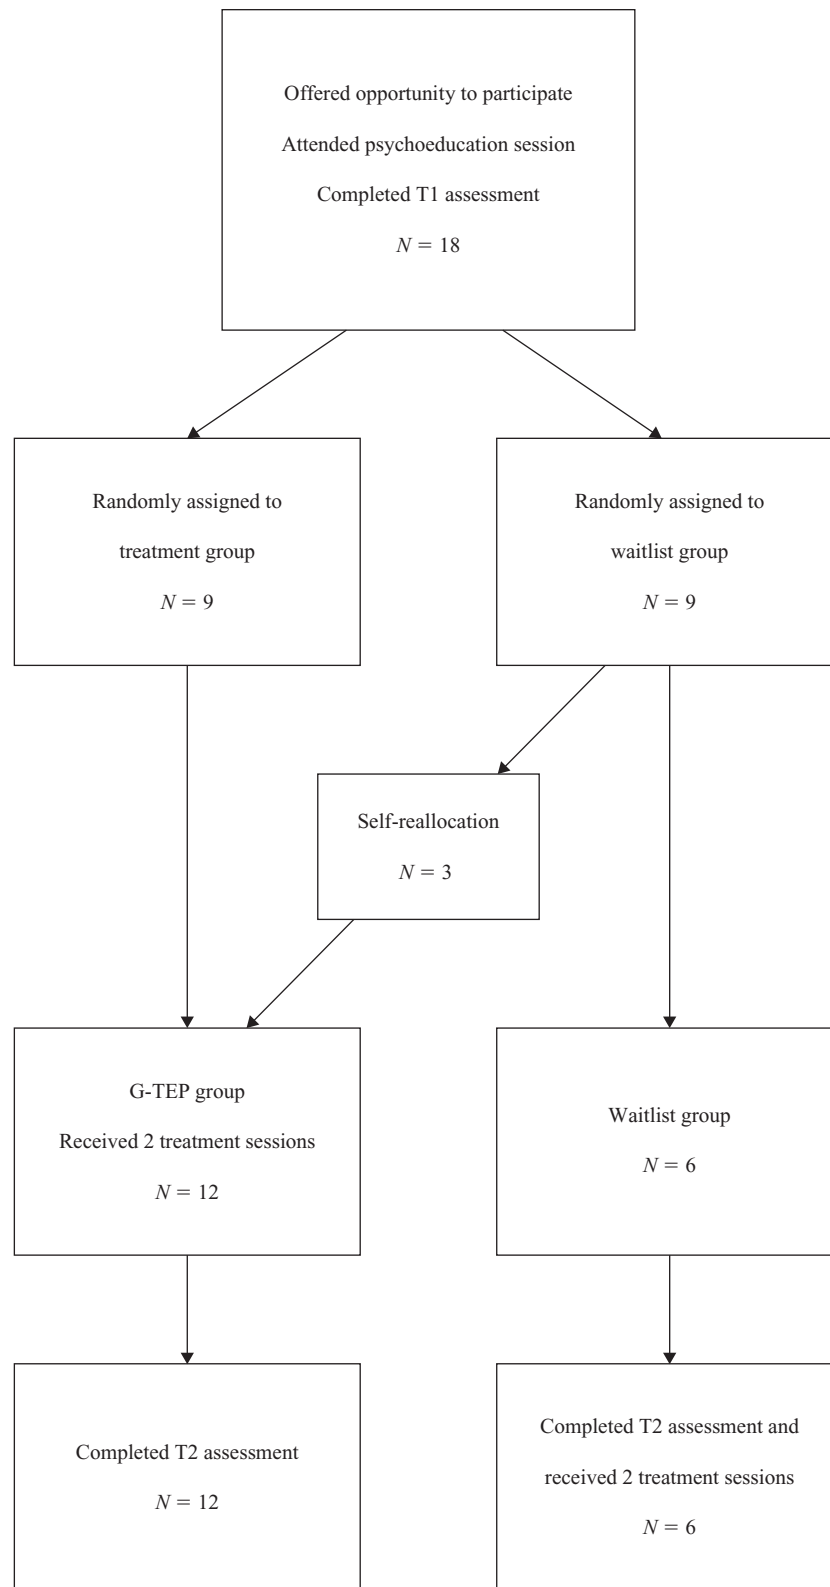 Offered opportunity to participate
Attended psychoeducation session
Completed T1 assessment
N = 18
Randomly assigned to
treatment group
N = 9
Randomly assigned to
waitlist group
N = 9
Self-reallocation
N = 3
G-TEP group
Received 2 treatment sessions
N = 12
Waitlist group
N = 6
Completed T2 assessment
N = 12
Completed T2 assessment and
received 2 treatment sessions
N = 6